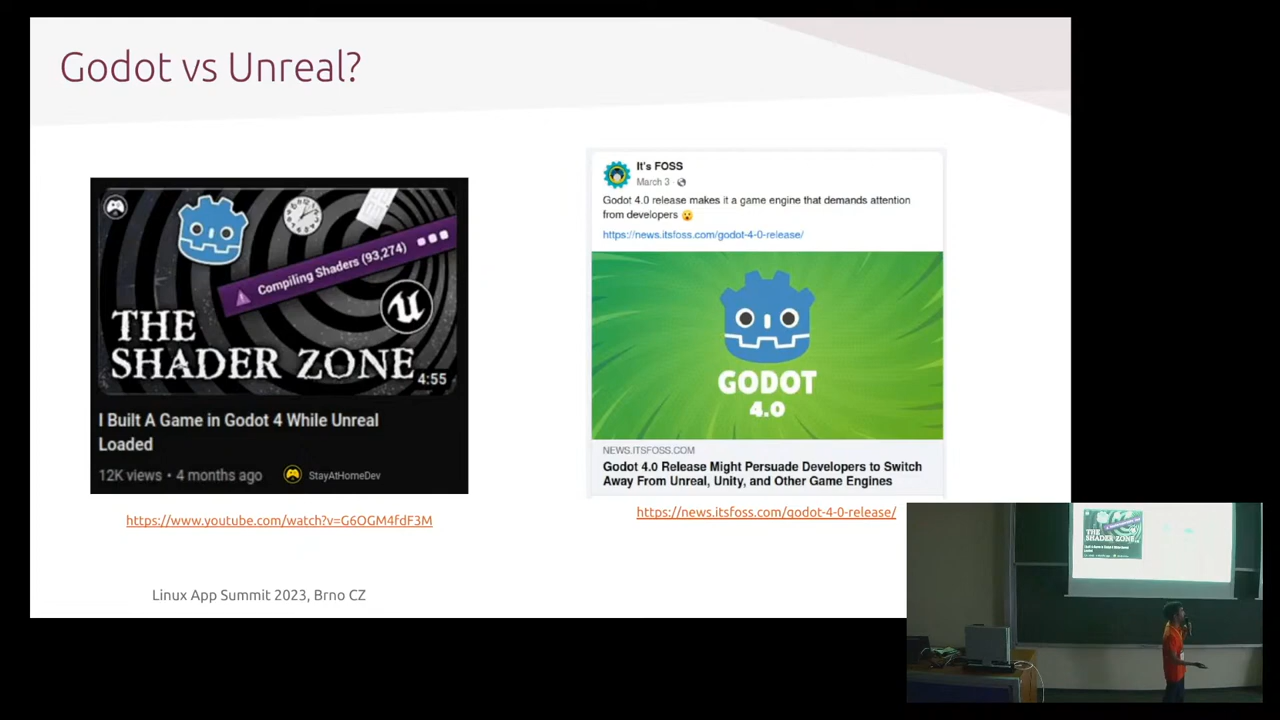 Godot vs Unreal?
Compiling Shaders (93,274)
THE
SHADER ZONE
4:55
I Built A Game in Godot 4 While Unreal
Loaded
12K views • 4 months ago
StayAtHomeDev
https://www.youtube.com/watch?v=G6OGM4fdF3M
It's FOSS
March 3
Godot 4.0 release makes it a game engine that demands attention
from developers 😮
https://news.itsfoss.com/godot-4-0-release/
GODOT
4.0
NEWS.ITSFOSS.COM
Godot 4.0 Release Might Persuade Developers to Switch
Away From Unreal, Unity, and Other Game Engines
https://news.itsfoss.com/godot-4-0-release/
Linux App Summit 2023, Brno CZ
THE
SHADER ZONE